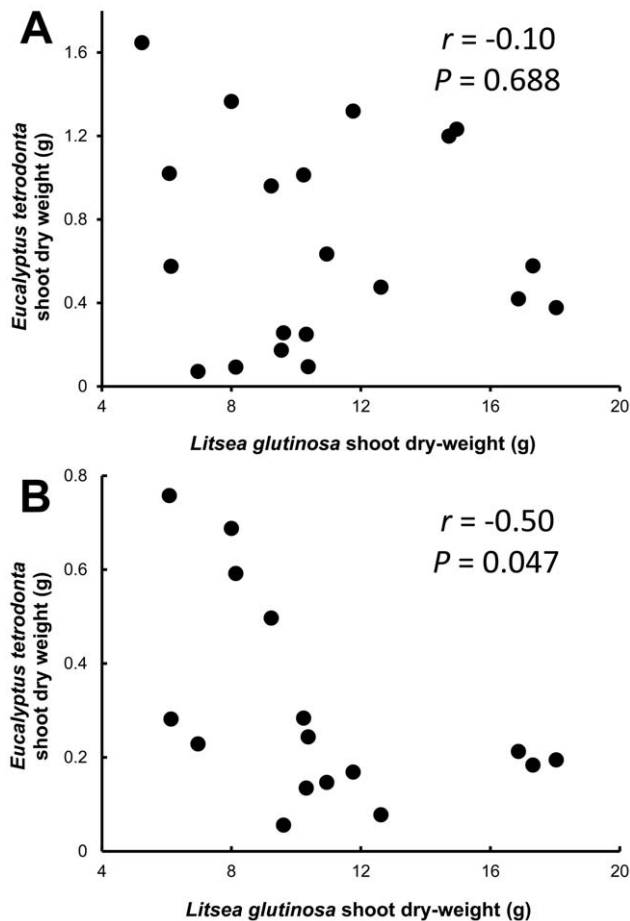 A
r = -0.10
P = 0.688
1.6
1.2
0.8
0.4
0
Eucalyptus tetrodonta
shoot dry weight (g)
4 8 12 16 20
Litsea glutinosa shoot dry-weight (g)
B
r = -0.50
P = 0.047
0.8
0.6
0.4
0.2
0
Eucalyptus tetrodonta
shoot dry weight (g)
4 8 12 16 20
Litsea glutinosa shoot dry-weight (g)